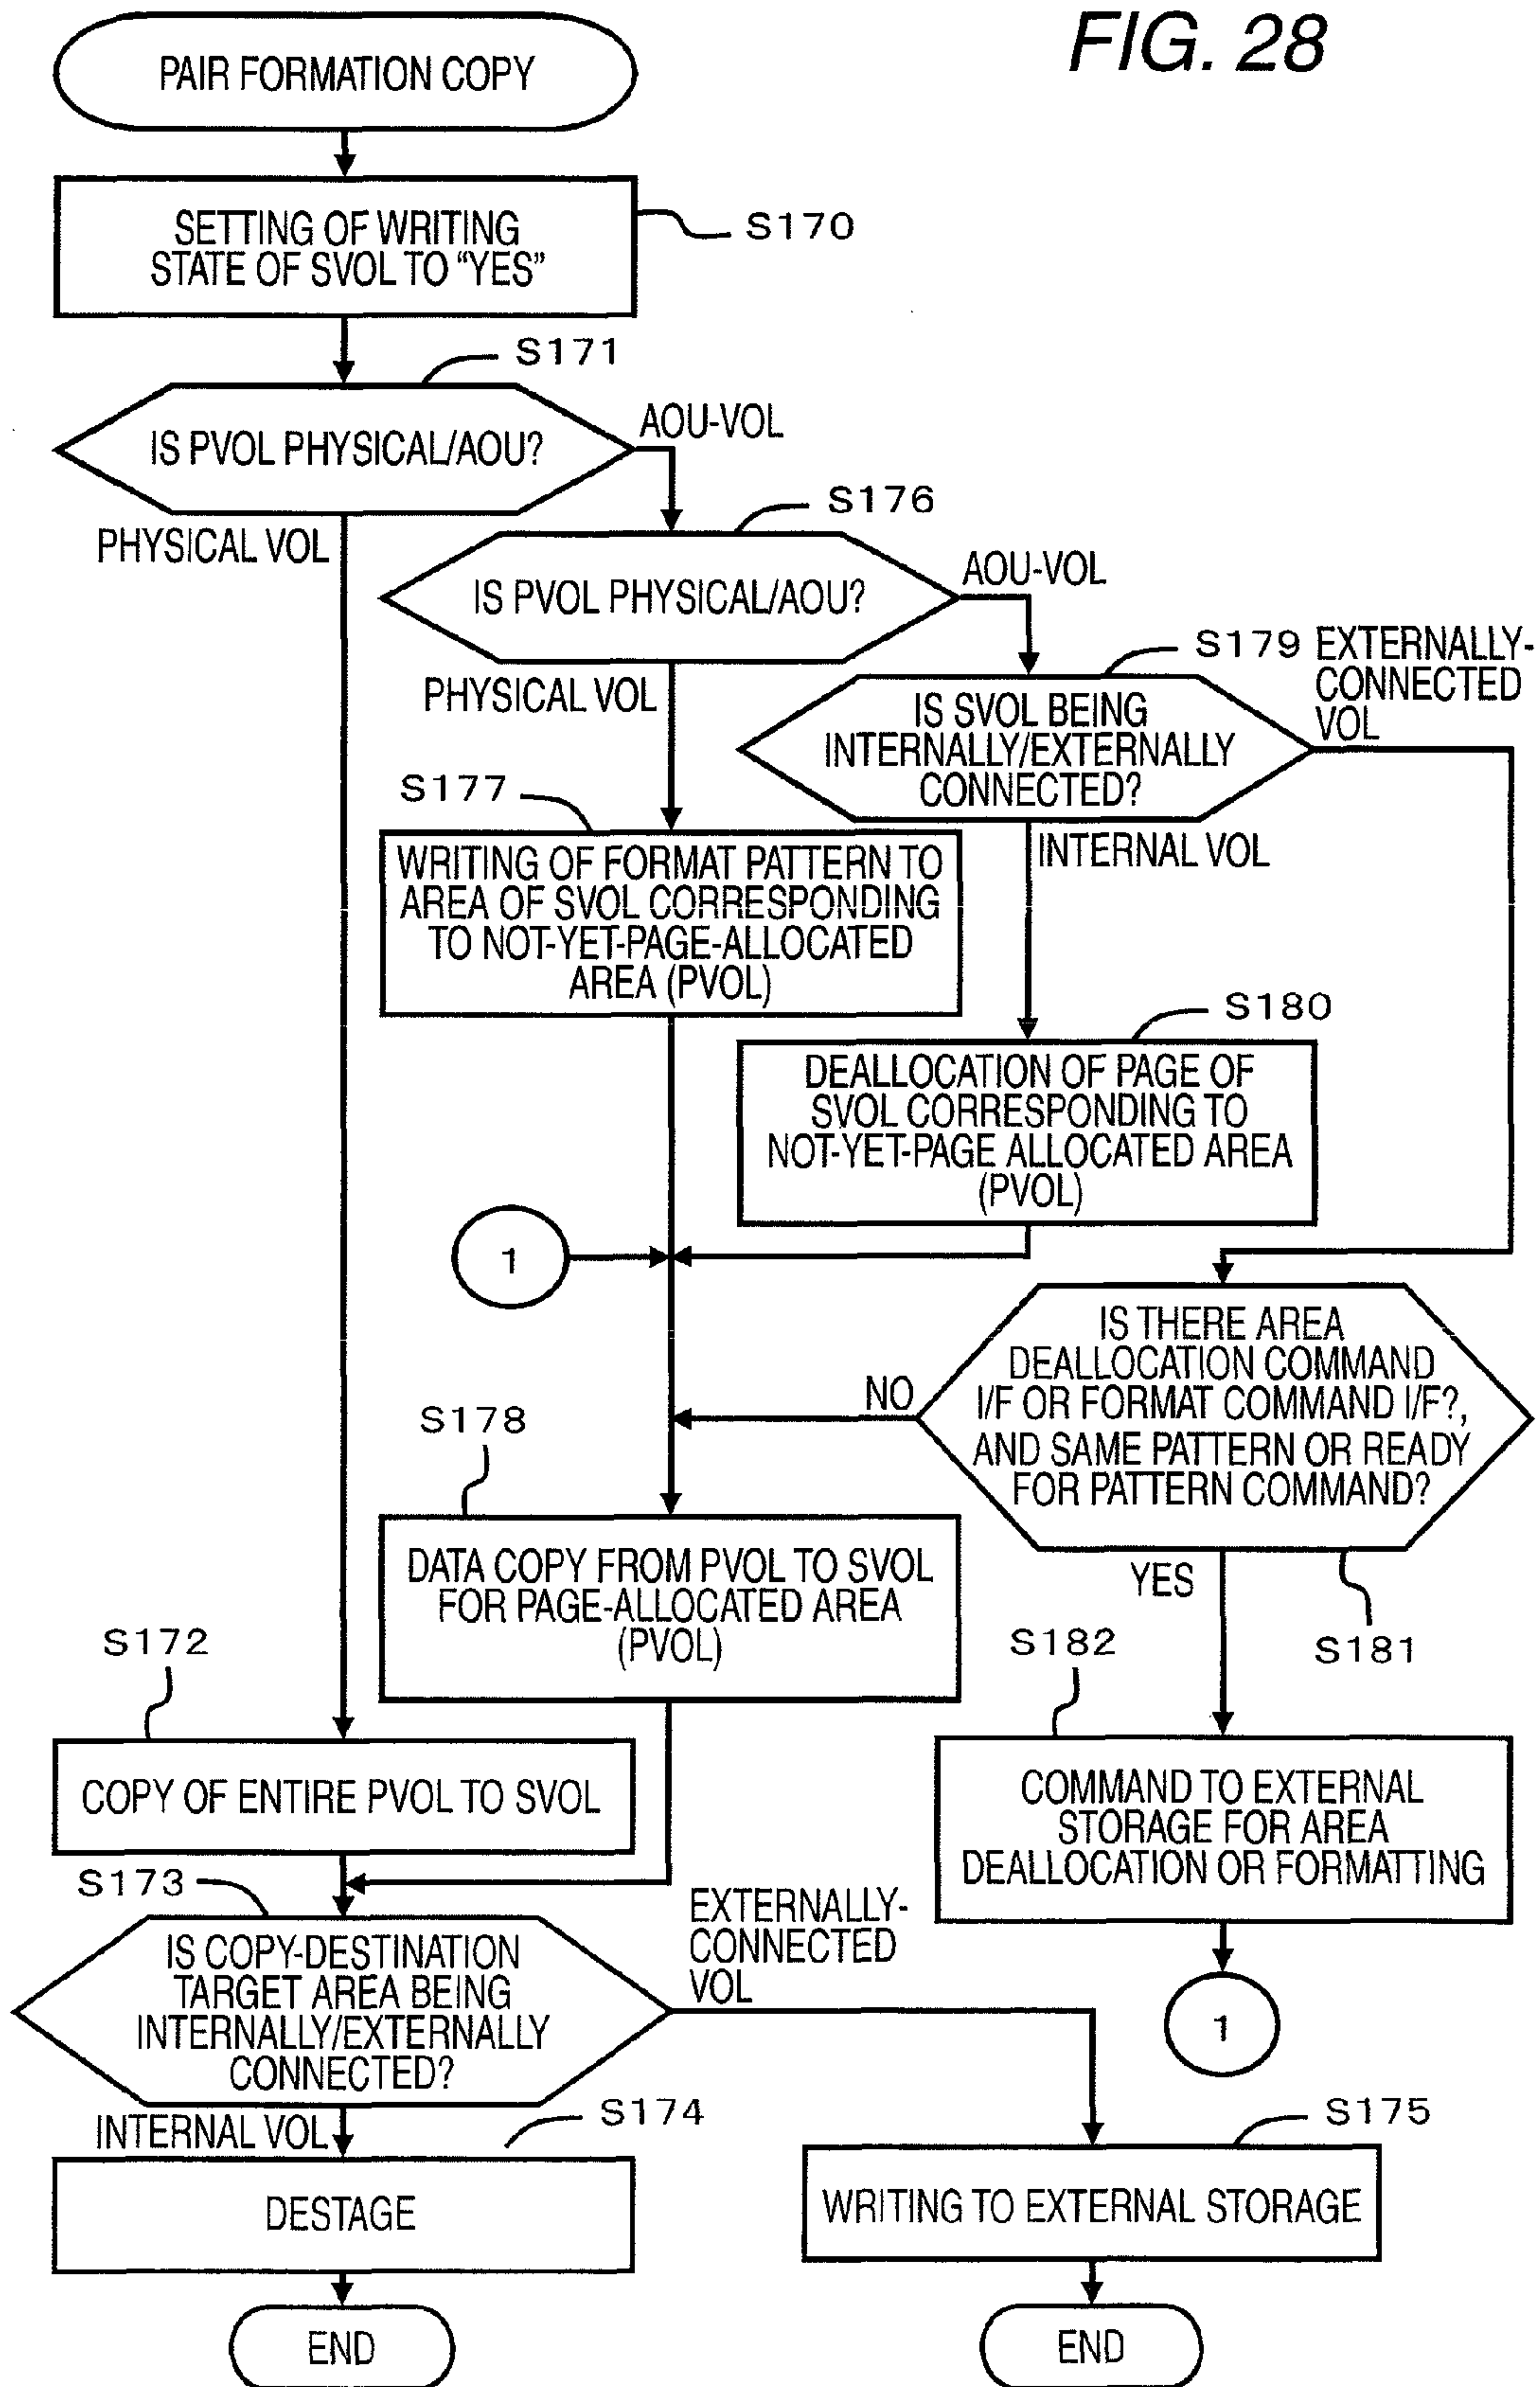 FIG. 28
PAIR FORMATION COPY
SETTING OF WRITING
STATE OF SVOL TO “YES”
S170
S171
IS PVOL PHYSICAL/AOU?
AOU-VOL
PHYSICAL VOL
S176
IS PVOL PHYSICAL/AOU?
AOU-VOL
PHYSICAL VOL
S179
EXTERNALLY-
CONNECTED
VOL
IS SVOL BEING
INTERNALLY/EXTERNALLY
CONNECTED?
INTERNAL VOL
S177
WRITING OF FORMAT PATTERN TO
AREA OF SVOL CORRESPONDING
TO NOT-YET-PAGE-ALLOCATED
AREA (PVOL)
S180
DEALLOCATION OF PAGE OF
SVOL CORRESPONDING TO
NOT-YET-PAGE ALLOCATED AREA
(PVOL)
1
IS THERE AREA
DEALLOCATION COMMAND
I/F OR FORMAT COMMAND I/F?,
AND SAME PATTERN OR READY
FOR PATTERN COMMAND?
NO
YES
S181
S178
DATA COPY FROM PVOL TO SVOL
FOR PAGE-ALLOCATED AREA
(PVOL)
S172
COPY OF ENTIRE PVOL TO SVOL
S182
COMMAND TO EXTERNAL
STORAGE FOR AREA
DEALLOCATION OR FORMATTING
1
S173
IS COPY-DESTINATION
TARGET AREA BEING
INTERNALLY/EXTERNALLY
CONNECTED?
EXTERNALLY-
CONNECTED
VOL
INTERNAL VOL
S174
DESTAGE
END
S175
WRITING TO EXTERNAL STORAGE
END